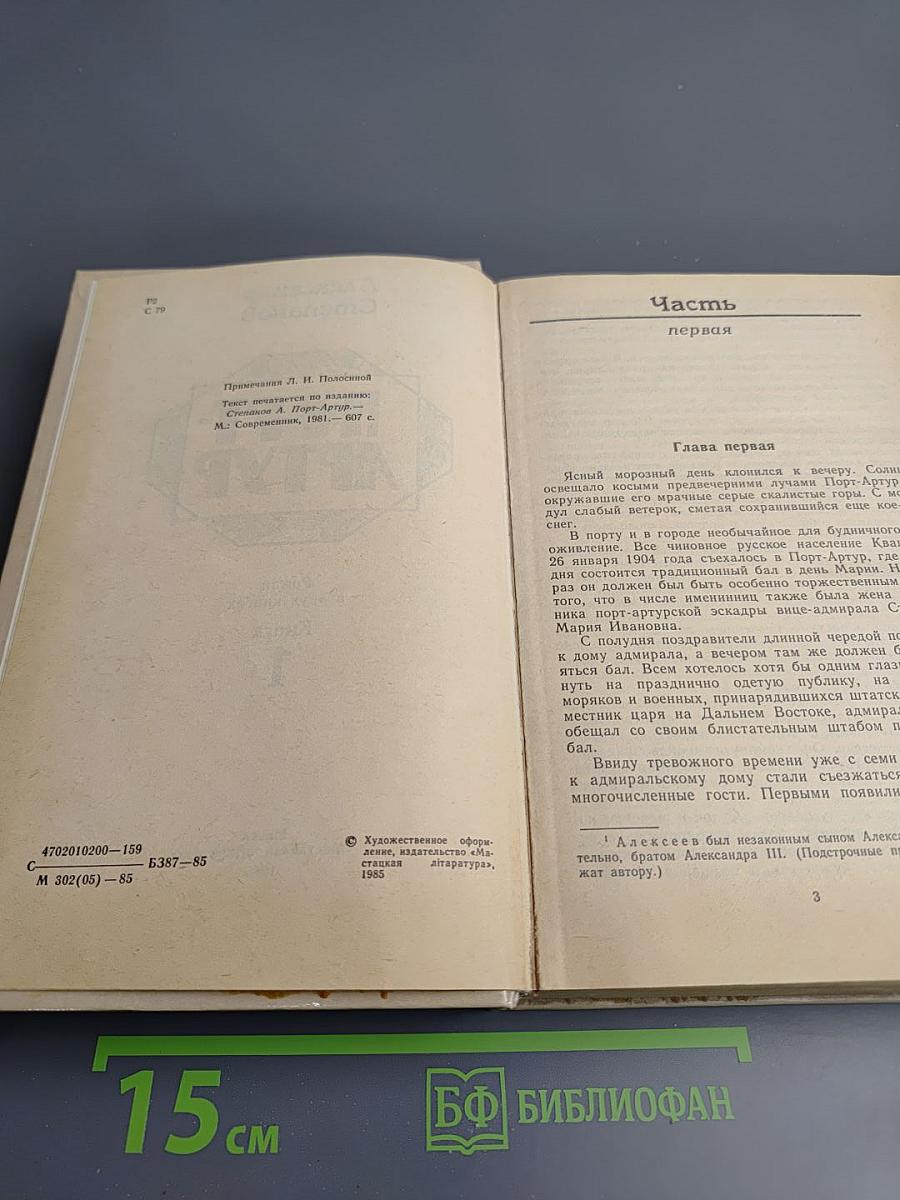 Р2
С 79
Примечания Л. И. Полосиной
Текст печатается по изданию:
Степанов А. Порт-Артур.—
М.: Современник, 1981.— 607 с.
4702010200—159
С
БЗ87—85
М 302(05)—85
© Художественное оформ-
ление, издательство «Ма-
стацкая літаратура»,
1985
Часть
первая
Глава первая
Ясный морозный день клонился к вечеру. Солн
освещало косыми предвечерними лучами Порт-Артур
окружавшие его мрачные серые скалистые горы. С мо
дул слабый ветерок, сметая сохранившийся еще кое-
снег.
В порту и в городе необычайное для будничного
оживление. Все чиновное русское население Ква
26 января 1904 года съехалось в Порт-Артур, где
дня состоится традиционный бал в день Марии. Н
раз он должен был быть особенно торжественным
того, что в числе именинниц также была жена
ника порт-артурской эскадры вице-адмирала С
Мария Ивановна.
С полудня поздравители длинной чередой по
к дому адмирала, а вечером там же должен б
яться бал. Всем хотелось хотя бы одним глаз
нуть на празднично одетую публику, на
моряков и военных, принарядившихся штатск
местник царя на Дальнем Востоке, адмирал
обещал со своим блистательным штабом п
бал.
Ввиду тревожного времени уже с семи
к адмиральскому дому стали съезжаться
многочисленные гости. Первыми появили
¹ Алексеев был незаконным сыном Алекса
тельно, братом Александра III. (Подстрочные пр
жат автору.)
3
15 см
БФ БИБЛИОФАН